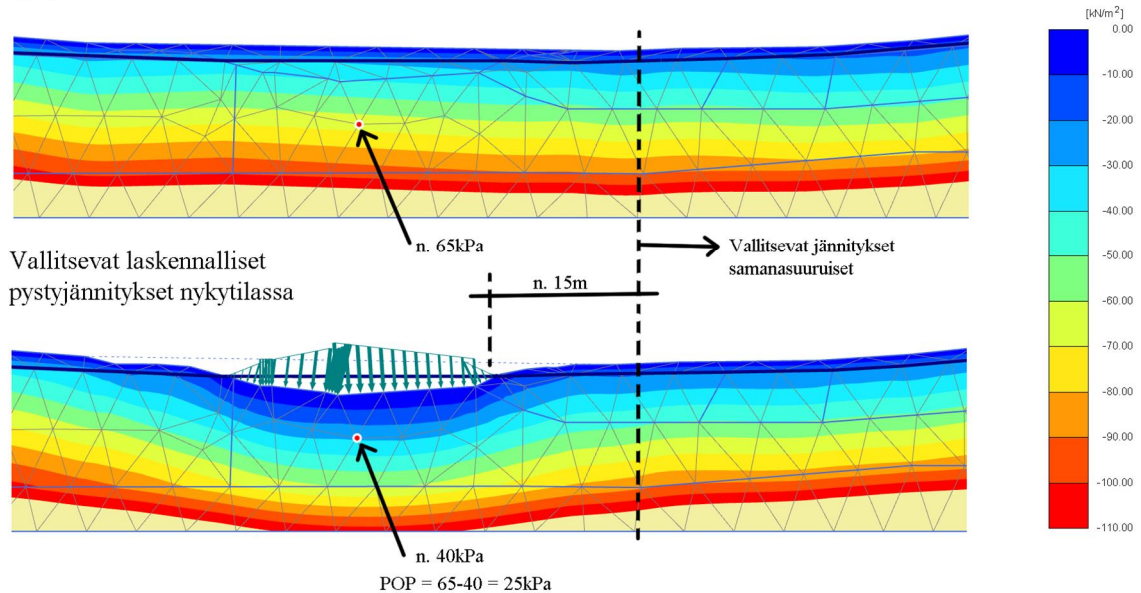 [kN/m²]
0.00
-10.00
-20.00
-30.00
-40.00
-50.00
-60.00
-70.00
-80.00
-90.00
-100.00
-110.00
n. 65kPa
Vallitsevat jännitykset
samanasuuruiset
Vallitsevat laskennalliset
pystyjännitykset nykytilassa
n. 15m
n. 40kPa
POP = 65-40 = 25kPa